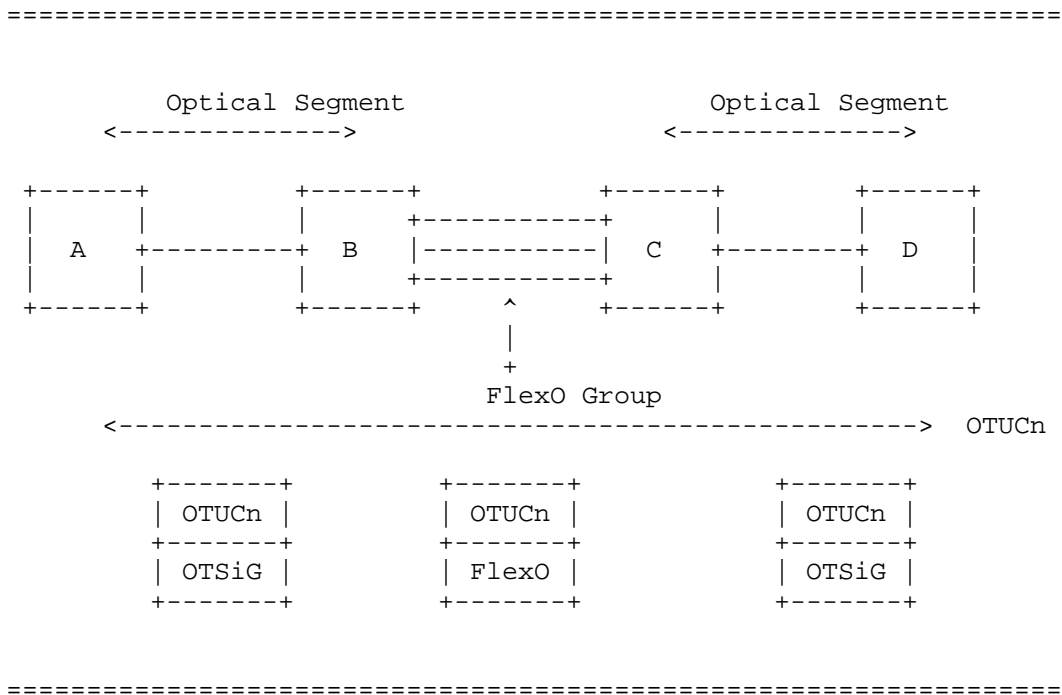 Optical Segment Optical Segment
A B C D
FlexO Group
OTUCn
OTUCn OTUCn OTUCn
OTSiG FlexO OTSiG